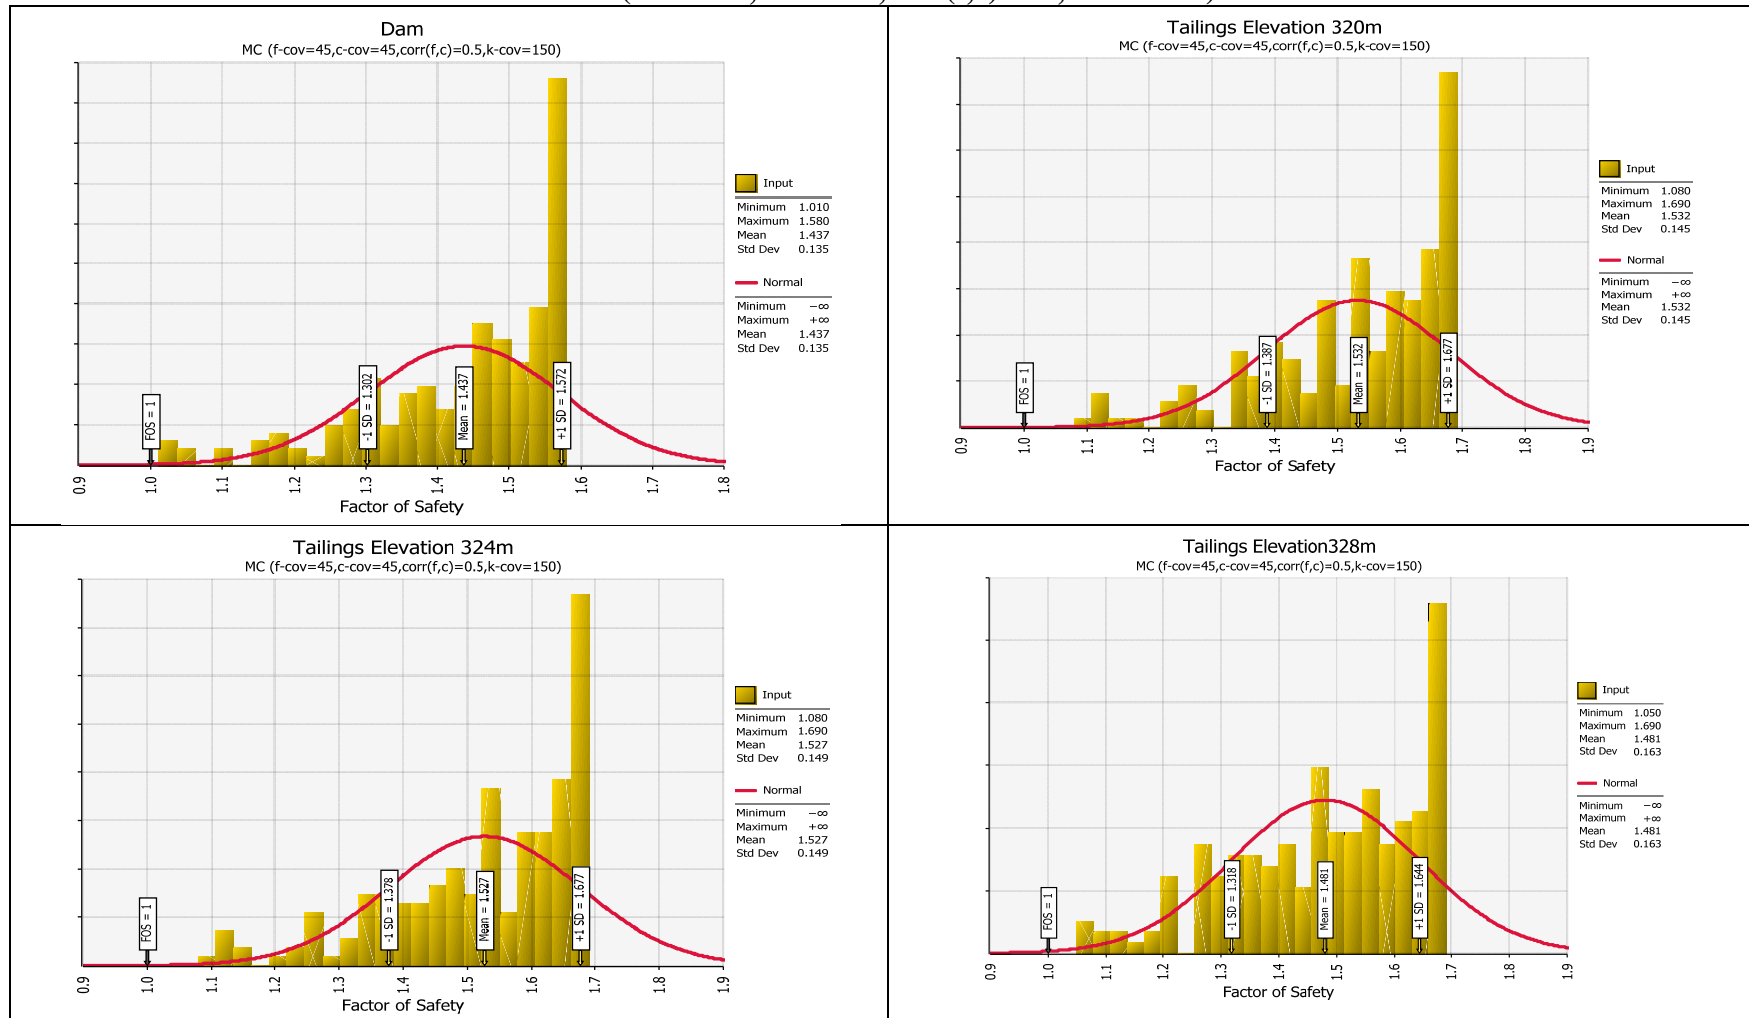 Dam
MC (f-cov=45,c-cov=45,corr(f,c)=0.5,k-cov=150)
FOS = 1
-1 SD = 1.302
Mean = 1.437
+1 SD = 1.572
0.9 1.0 1.1 1.2 1.3 1.4 1.5 1.6 1.7 1.8
Factor of Safety
Input
Minimum 1.010
Maximum 1.580
Mean 1.437
Std Dev 0.135
Normal
Minimum −∞
Maximum +∞
Mean 1.437
Std Dev 0.135
Tailings Elevation 320m
MC (f-cov=45,c-cov=45,corr(f,c)=0.5,k-cov=150)
FOS = 1
-1 SD = 1.387
Mean = 1.532
+1 SD = 1.677
0.9 1.0 1.1 1.2 1.3 1.4 1.5 1.6 1.7 1.8 1.9
Factor of Safety
Input
Minimum 1.080
Maximum 1.690
Mean 1.532
Std Dev 0.145
Normal
Minimum −∞
Maximum +∞
Mean 1.532
Std Dev 0.145
Tailings Elevation 324m
MC (f-cov=45,c-cov=45,corr(f,c)=0.5,k-cov=150)
FOS = 1
-1 SD = 1.378
Mean = 1.527
+1 SD = 1.677
0.9 1.0 1.1 1.2 1.3 1.4 1.5 1.6 1.7 1.8 1.9
Factor of Safety
Input
Minimum 1.080
Maximum 1.690
Mean 1.527
Std Dev 0.149
Normal
Minimum −∞
Maximum +∞
Mean 1.527
Std Dev 0.149
Tailings Elevation328m
MC (f-cov=45,c-cov=45,corr(f,c)=0.5,k-cov=150)
FOS = 1
-1 SD = 1.318
Mean = 1.481
+1 SD = 1.644
0.9 1.0 1.1 1.2 1.3 1.4 1.5 1.6 1.7 1.8 1.9
Factor of Safety
Input
Minimum 1.050
Maximum 1.690
Mean 1.481
Std Dev 0.163
Normal
Minimum −∞
Maximum +∞
Mean 1.481
Std Dev 0.163